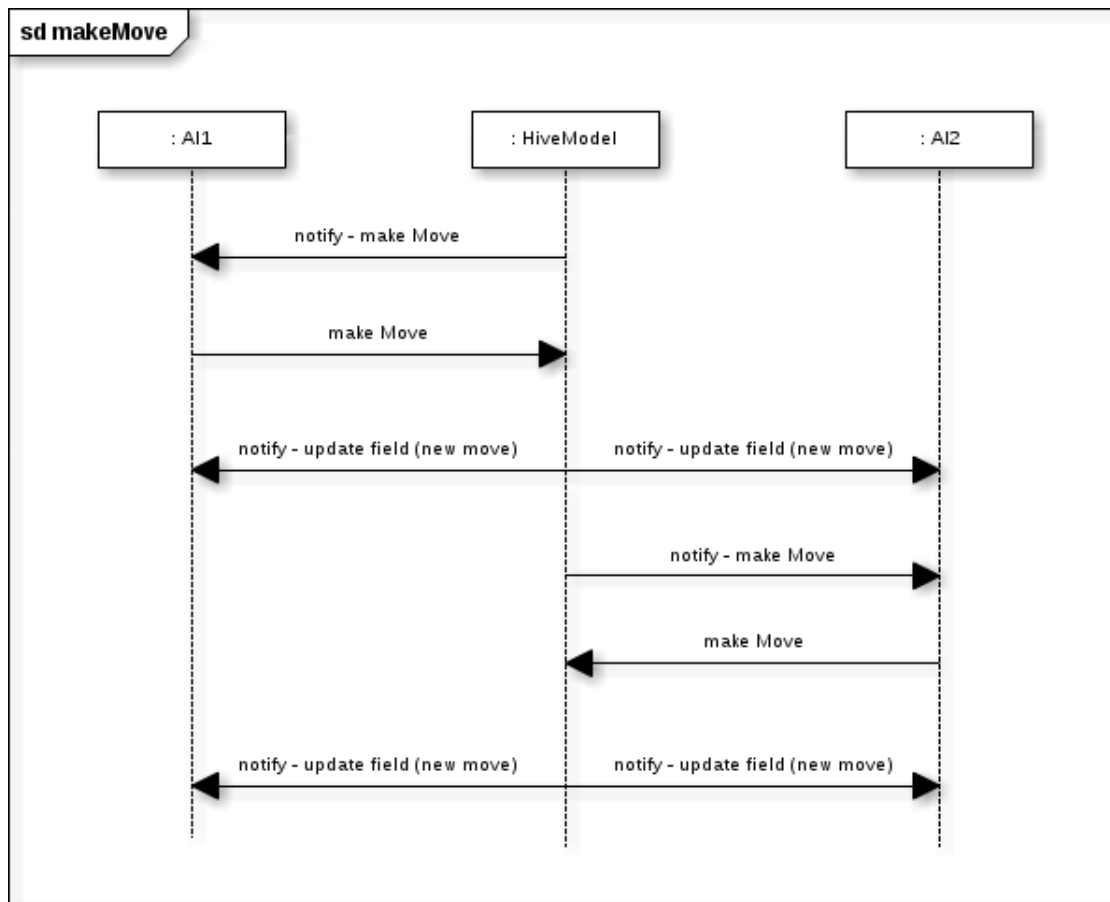 sd makeMove
: AI1
: HiveModel
: AI2
notify - make Move
make Move
notify - update field (new move)
notify - update field (new move)
notify - make Move
make Move
notify - update field (new move)
notify - update field (new move)